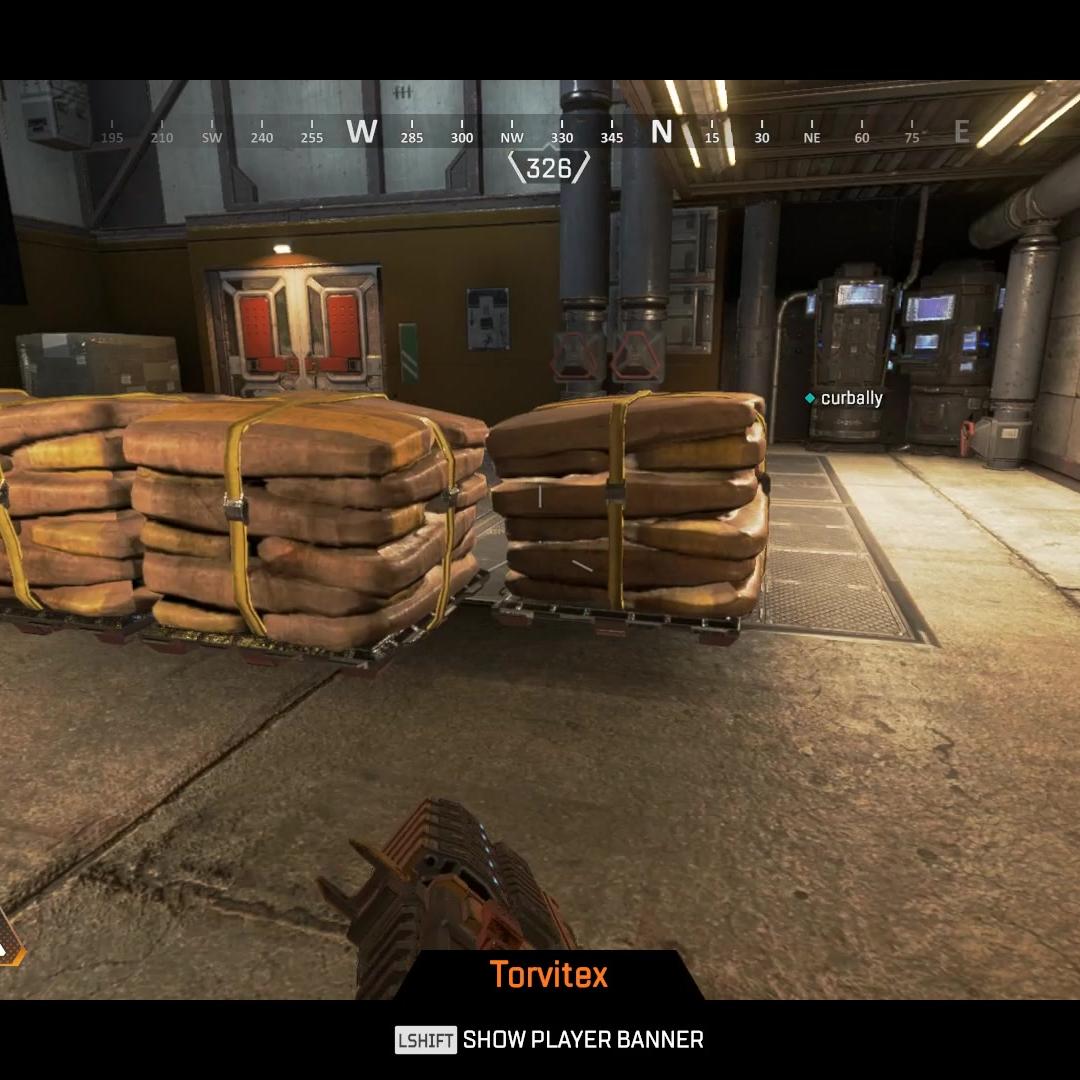 195 210 SW 240 255 W 285 300 NW 330 345 N 15 30 NE 60 75 E
326
curbally
Torvitex
LSHIFT SHOW PLAYER BANNER